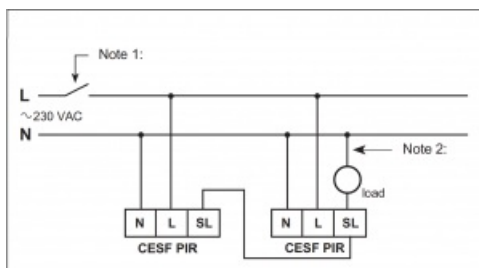 Note 1:
L
~230 VAC
N
Note 2:
load
N L SL
N L SL
CESF PIR
CESF PIR